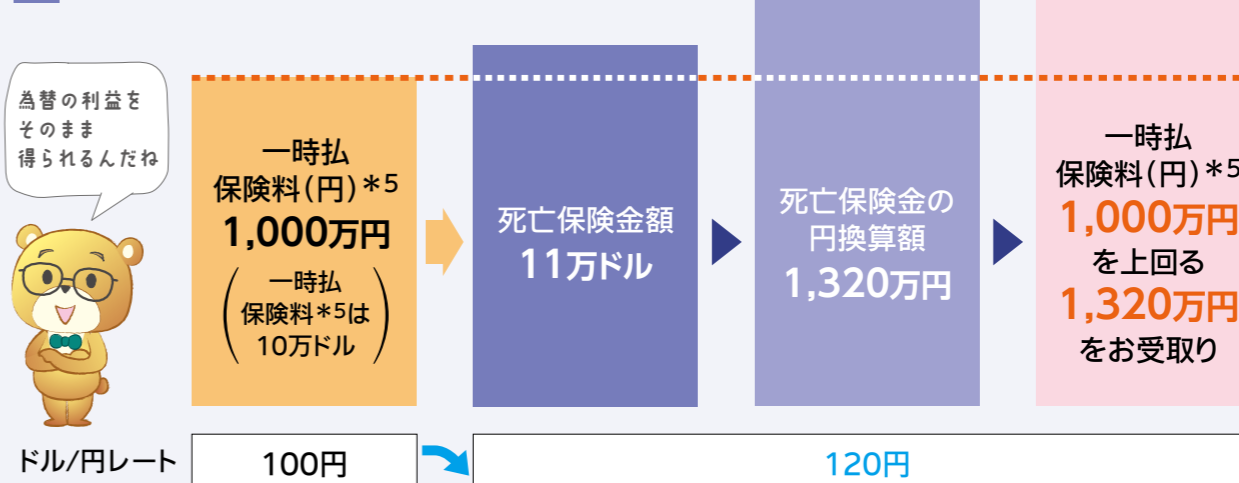 為替の利益を
そのまま
得られるんだね
一時払
保険料(円)*5
1,000万円
一時払
保険料*5は
10万ドル
死亡保険金額
11万ドル
死亡保険金の
円換算額
1,320万円
一時払
保険料(円)*5
1,000万円
を上回る
1,320万円
をお受取り
ドル/円レート
100円
120円